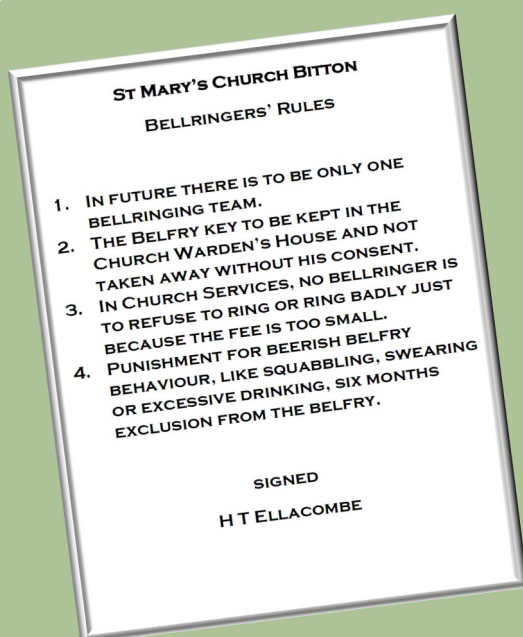 ST MARY'S CHURCH BITTON
BELLRINGERS' RULES
1. IN FUTURE THERE IS TO BE ONLY ONE
BELLRINGING TEAM.
2. THE BELFRY KEY TO BE KEPT IN THE
CHURCH WARDEN'S HOUSE AND NOT
TAKEN AWAY WITHOUT HIS CONSENT.
3. IN CHURCH SERVICES, NO BELLRINGER IS
TO REFUSE TO RING OR RING BADLY JUST
BECAUSE THE FEE IS TOO SMALL.
4. PUNISHMENT FOR BEERISH BELFRY
BEHAVIOUR, LIKE SQUABBLING, SWEARING
OR EXCESSIVE DRINKING, SIX MONTHS
EXCLUSION FROM THE BELFRY.
SIGNED
H T ELLACOMBE